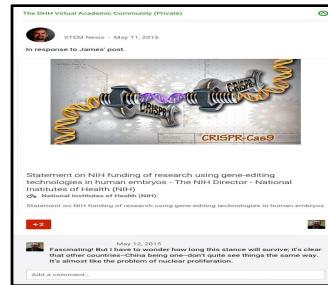 The DHH Virtual Academic Community (Private)
STEM News - May 11, 2015
In response to James' post.
CRISPR
CRISPR
CRISPR-Cas9
Statement on NIH funding of research using gene-editing
technologies in human embryos - The NIH Director - National
Institutes of Health (NIH)
National Institutes of Health (NIH)
Statement on NIH funding of research using gene-editing technologies in human embryos
+2
May 12, 2015
Fascinating! But I have to wonder how long this stance will survive; it's clear
that other countries--China being one--don't quite see things the same way.
It's almost like the problem of nuclear proliferation.
Add a comment...